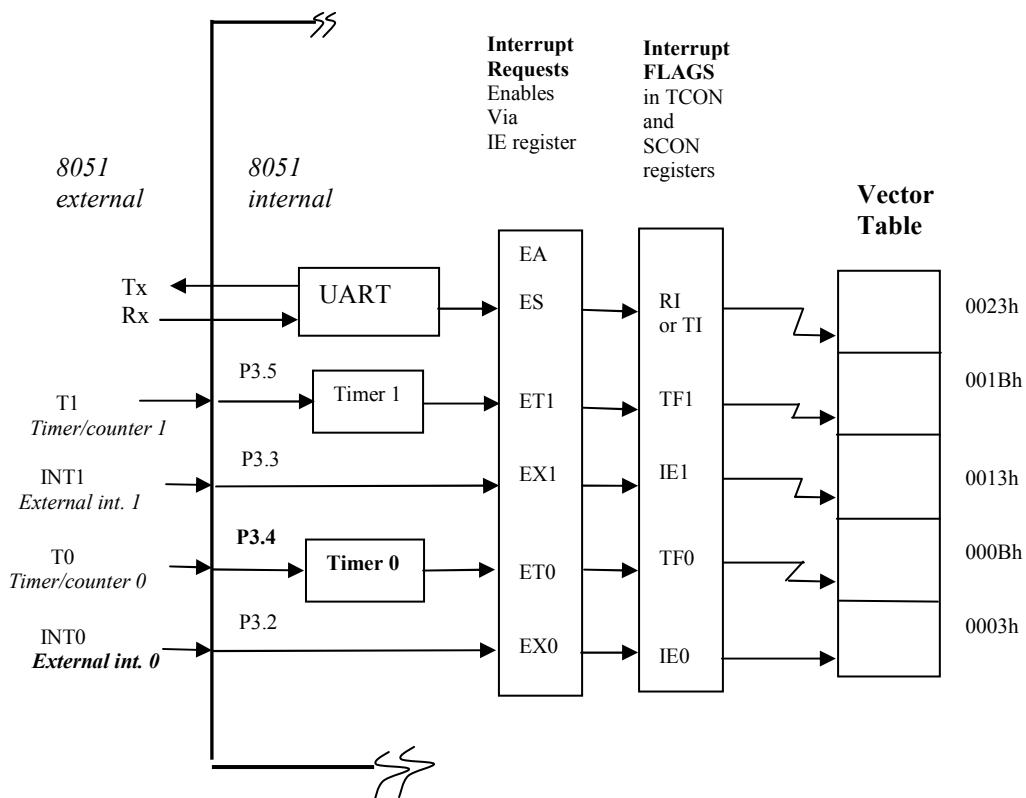 Interrupt
Requests
Enables
Via
IE register
Interrupt
FLAGS
in TCON
and
SCON
registers
8051
external
8051
internal
Vector
Table
EA
Tx
Rx
UART
ES
RI
or TI
0023h
P3.5
T1
Timer/counter 1
Timer 1
ET1
TF1
001Bh
P3.3
INT1
External int. 1
EX1
IE1
0013h
P3.4
T0
Timer/counter 0
Timer 0
ET0
TF0
000Bh
P3.2
INT0
External int. 0
EX0
IE0
0003h